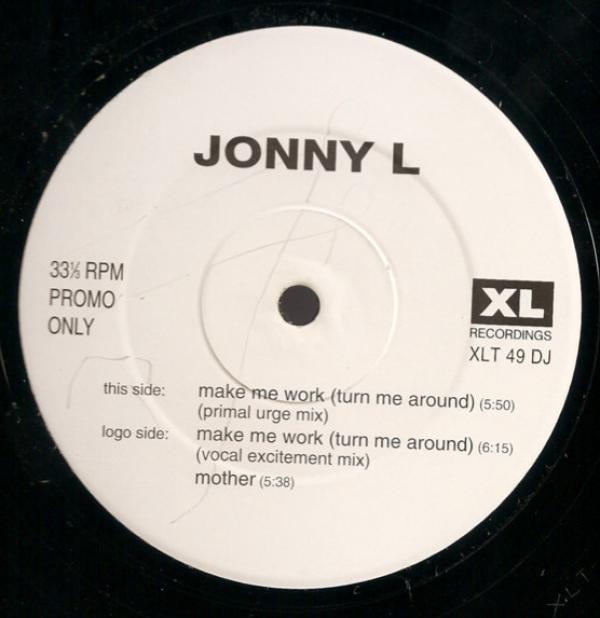 JONNY L
33⅓ RPM
PROMO
ONLY
XL
RECORDINGS
XLT 49 DJ
this side: make me work (turn me around) (5:50)
(primal urge mix)
logo side: make me work (turn me around) (6:15)
(vocal excitement mix)
mother (5:38)
X.L.T